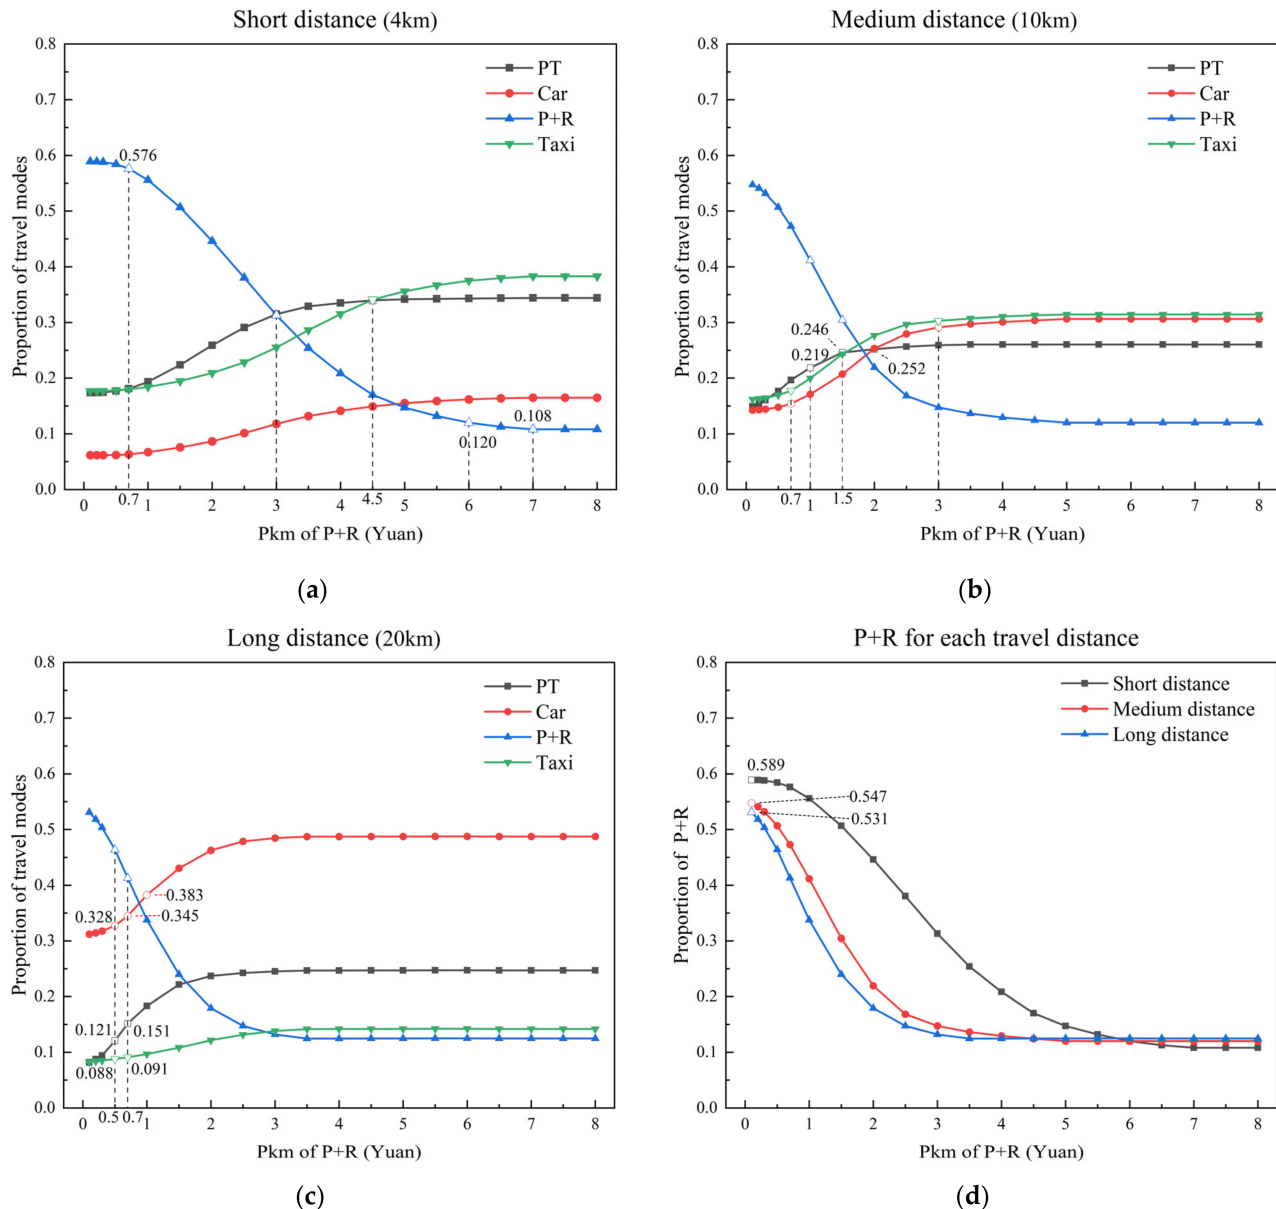 Short distance (4km)
0.8
0.7
0.6
0.5
0.4
0.3
0.2
0.1
0.0
Proportion of travel modes
PT
Car
P+R
Taxi
0.576
0.108
0.120
0 0.7 1 2 3 4 4.5 5 6 7 8
Pkm of P+R (Yuan)
(a)
Medium distance (10km)
0.8
0.7
0.6
0.5
0.4
0.3
0.2
0.1
0.0
Proportion of travel modes
PT
Car
P+R
Taxi
0.246
0.219
0.252
0 0.7 1 1.5 2 3 4 5 6 7 8
Pkm of P+R (Yuan)
(b)
Long distance (20km)
0.8
0.7
0.6
0.5
0.4
0.3
0.2
0.1
0.0
Proportion of travel modes
PT
Car
P+R
Taxi
0.383
0.328
0.345
0.121
0.151
0.088
0.091
0 0.5 0.7 1 2 3 4 5 6 7 8
Pkm of P+R (Yuan)
(c)
P+R for each travel distance
0.8
0.7
0.6
0.5
0.4
0.3
0.2
0.1
0.0
Proportion of P+R
Short distance
Medium distance
Long distance
0.589
0.547
0.531
0 1 2 3 4 5 6 7 8
Pkm of P+R (Yuan)
(d)